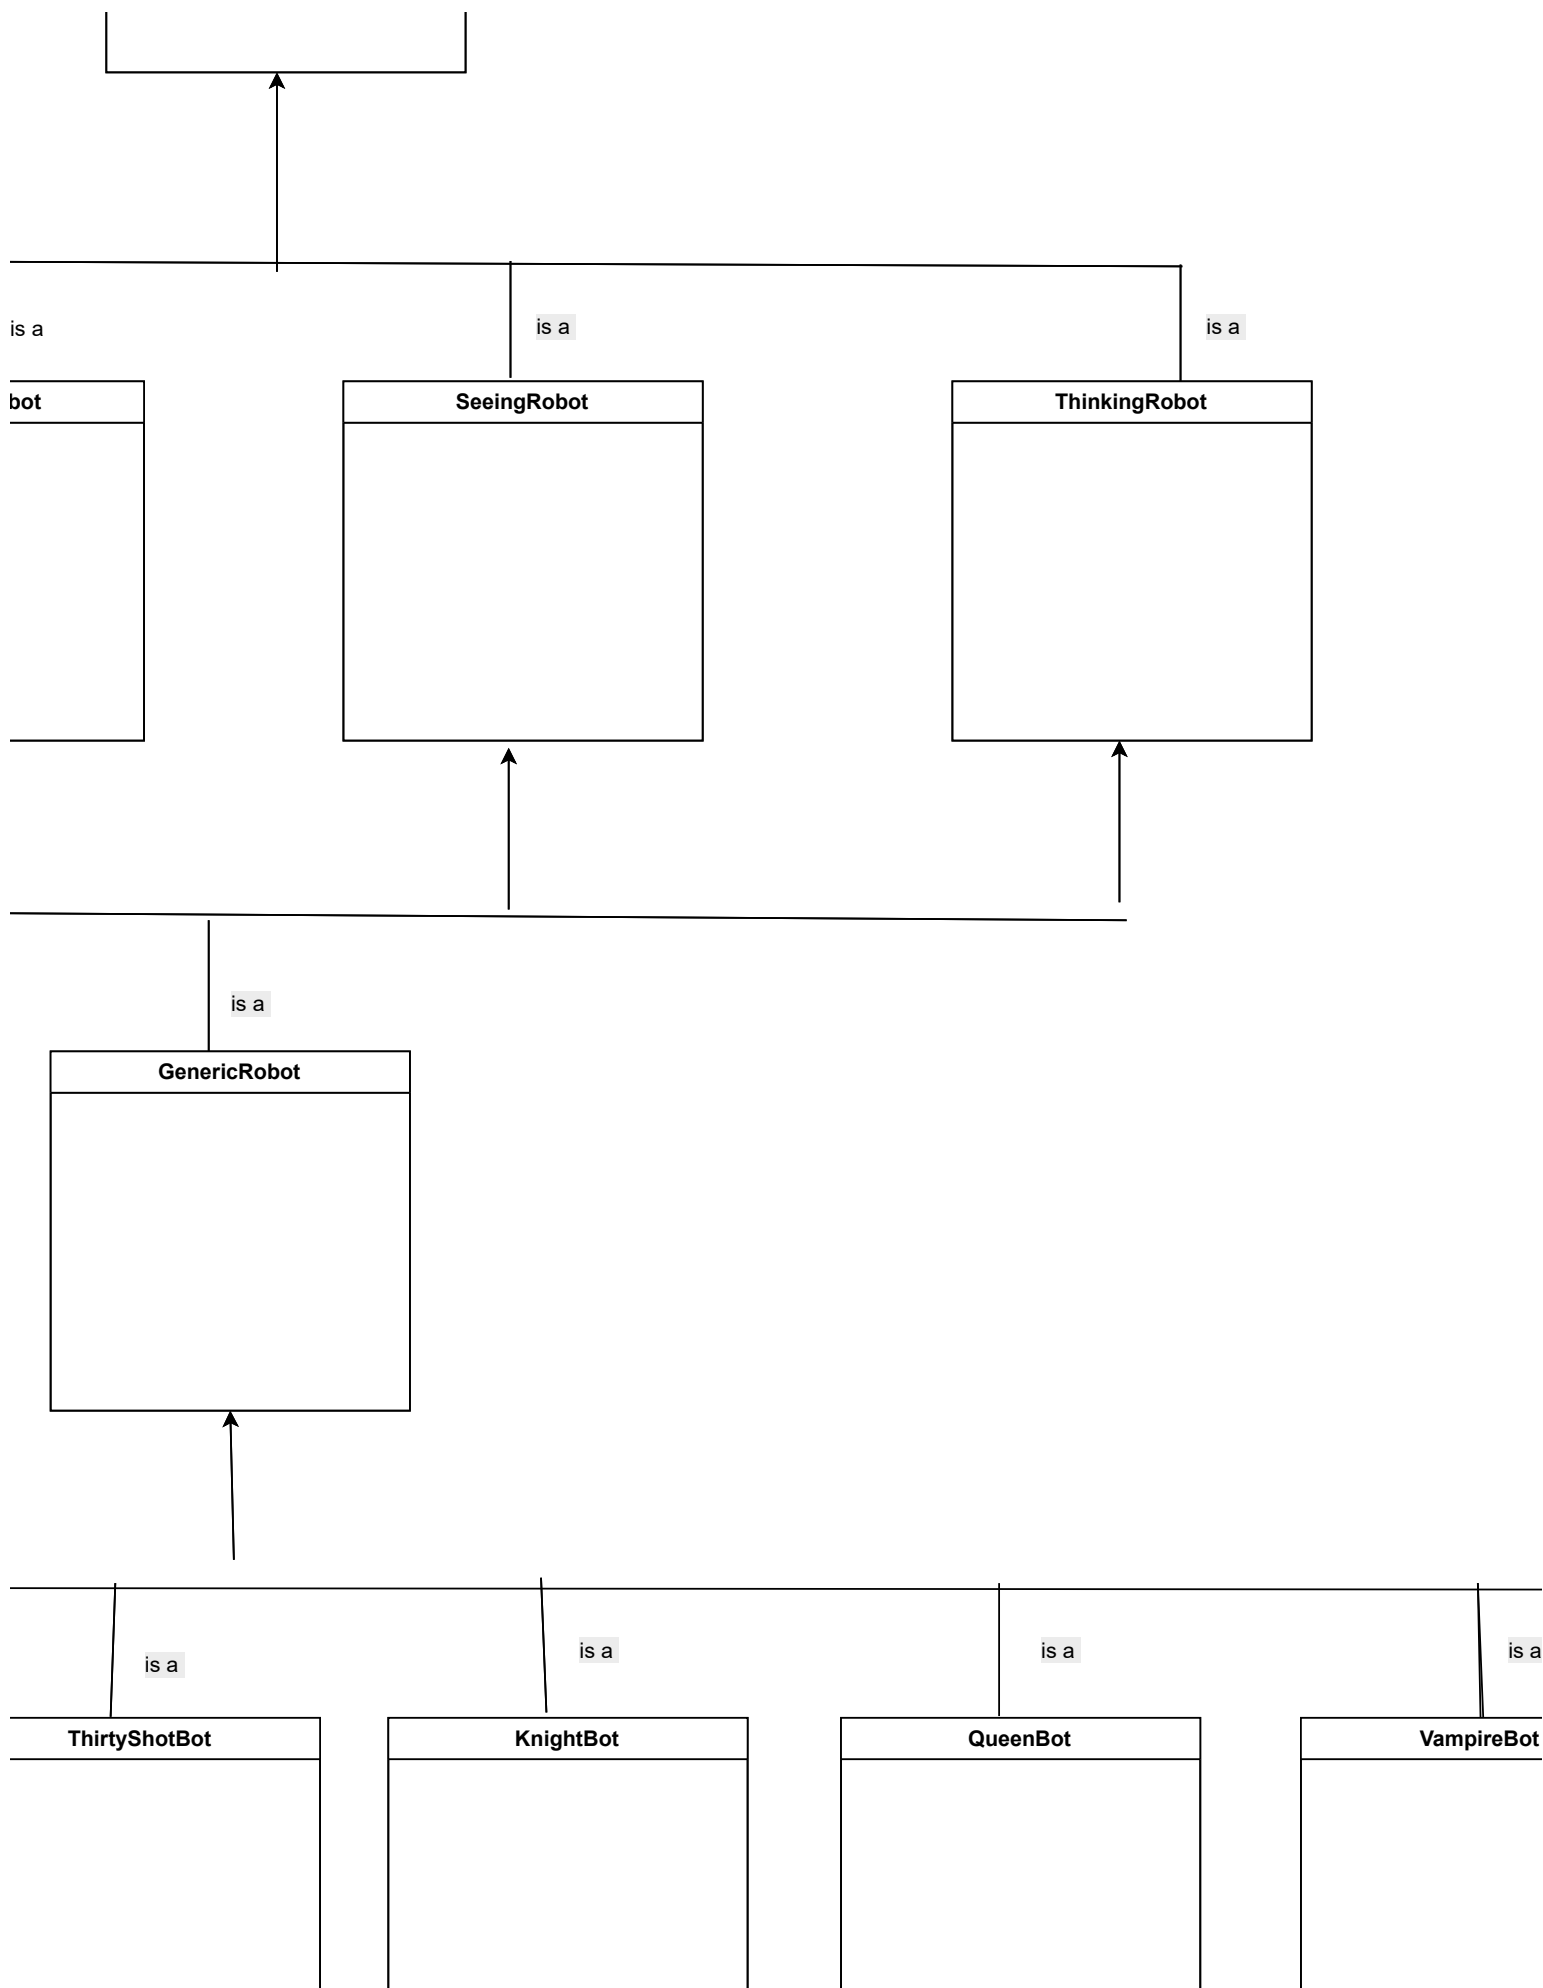 is a
is a
is a
bot
SeeingRobot
ThinkingRobot
is a
GenericRobot
is a
is a
is a
is a
ThirtyShotBot
KnightBot
QueenBot
VampireBot